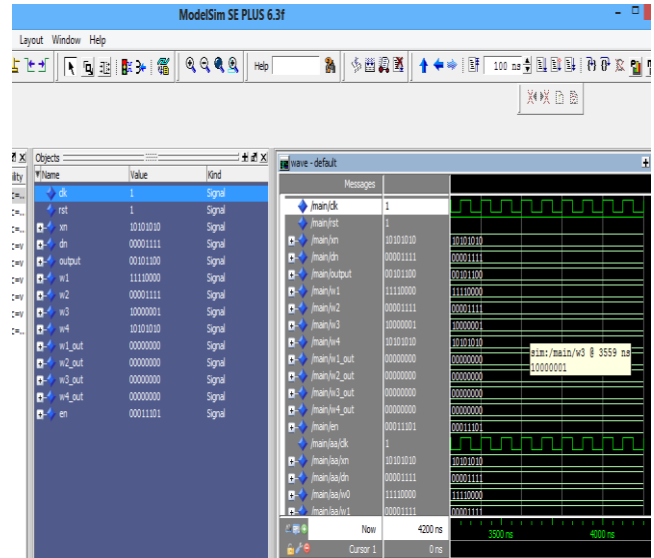 ModelSim SE PLUS 6.3f
Layout Window Help
Help
100 ns
Objects
Name Value Kind
clk 1 Signal
rst 1 Signal
xn 10101010 Signal
dn 00001111 Signal
output 00101100 Signal
w1 11110000 Signal
w2 00001111 Signal
w3 10000001 Signal
w4 10101010 Signal
w1_out 00000000 Signal
w2_out 00000000 Signal
w3_out 00000000 Signal
w4_out 00000000 Signal
en 00011101 Signal
wave - default
Messages
/main/clk 1
/main/rst 1
/main/xn 10101010 10101010
/main/dn 00001111 00001111
/main/output 00101100 00101100
/main/w1 11110000 11110000
/main/w2 00001111 00001111
/main/w3 10000001 10000001
/main/w4 10101010 10101010
/main/w1_out 00000000 00000000
/main/w2_out 00000000 00000000
/main/w3_out 00000000 00000000
/main/w4_out 00000000 00000000
/main/en 00011101 00011101
/main/aa/clk 1
/main/aa/xn 10101010 10101010
/main/aa/dn 00001111 00001111
/main/aa/w0 11110000 11110000
/main/aa/w1 00001111 00001111
sim:/main/w3 @ 3559 ns
10000001
Now 4200 ns 3500 ns 4000 ns
Cursor 1 0 ns